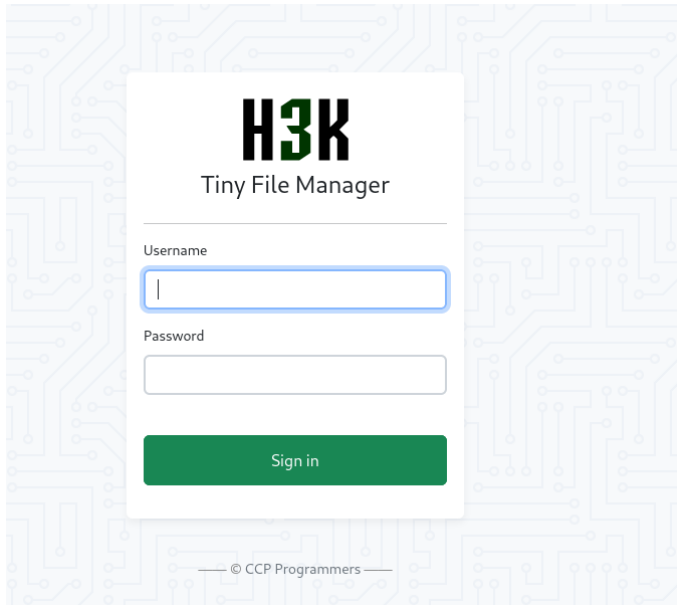 H3K
Tiny File Manager
Username
Password
Sign in
© CCP Programmers